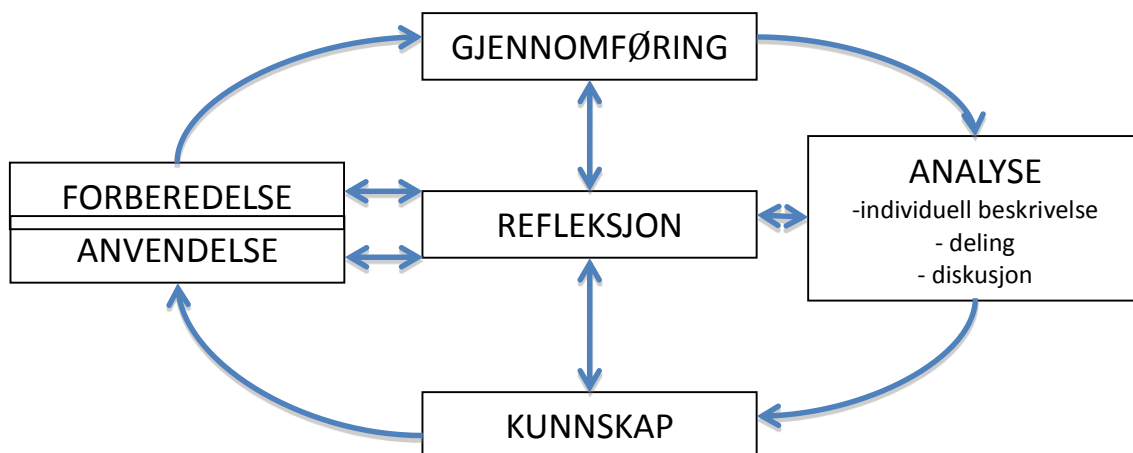 GJENNOMFØRING
FORBEREDELSE
ANVENDELSE
REFLEKSJON
ANALYSE
-individuell beskrivelse
- deling
- diskusjon
KUNNSKAP